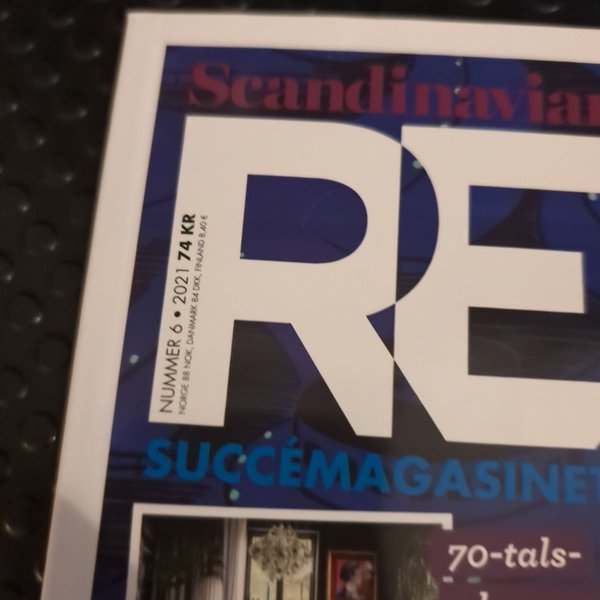 Scandinavian
RE
NUMMER 6 • 2021 74 KR
NORGE 88 NOK, DANMARK 84 DKK, FINLAND 8,40 €
SUCCÉMAGASINET
70-tals-